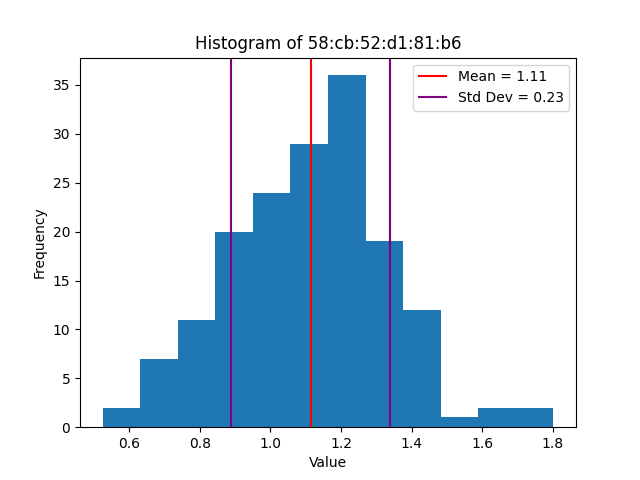 Histogram of 58:cb:52:d1:81:b6
Mean = 1.11
Std Dev = 0.23
Frequency
35
30
25
20
15
10
5
0
0.6 0.8 1.0 1.2 1.4 1.6 1.8
Value